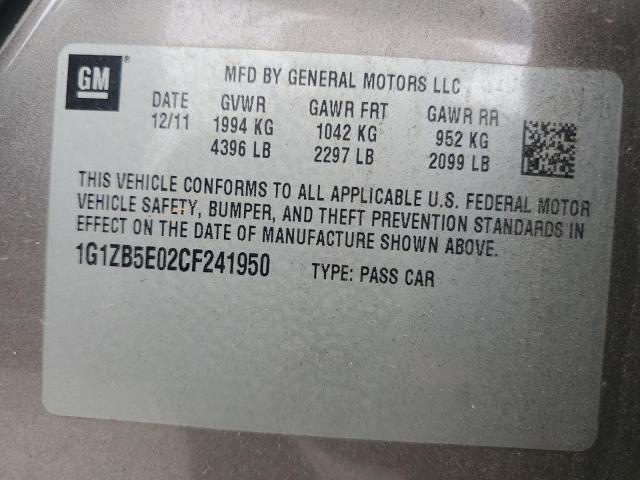 GM ®
MFD BY GENERAL MOTORS LLC
DATE GVWR GAWR FRT GAWR RR
12/11 1994 KG 1042 KG 952 KG
4396 LB 2297 LB 2099 LB
THIS VEHICLE CONFORMS TO ALL APPLICABLE U.S. FEDERAL MOTOR
VEHICLE SAFETY, BUMPER, AND THEFT PREVENTION STANDARDS IN
EFFECT ON THE DATE OF MANUFACTURE SHOWN ABOVE.
1G1ZB5E02CF241950 TYPE: PASS CAR